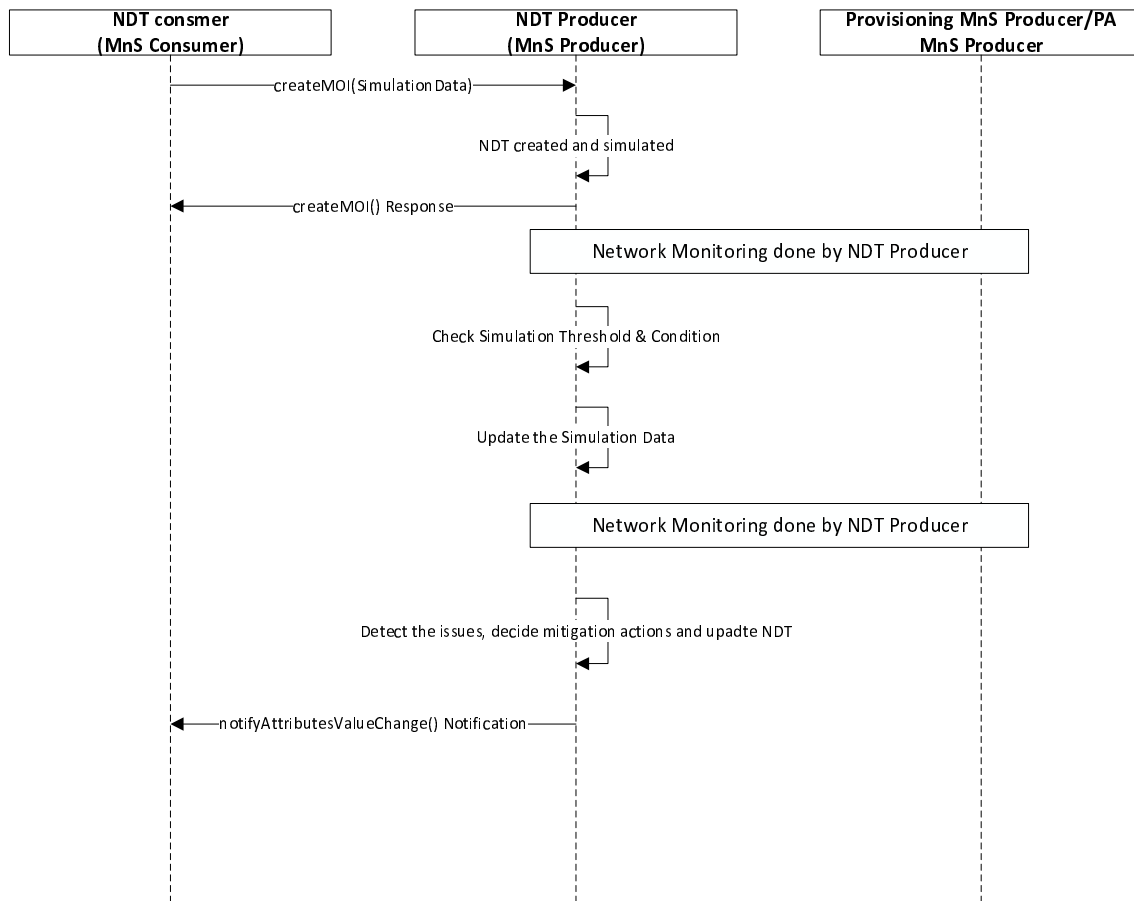 NDT consmer
(MnS Consumer)
NDT Producer
(MnS Producer)
Provisioning MnS Producer/PA
MnS Producer
createMOI(SimulationData)
NDT created and simulated
createMOI() Response
Network Monitoring done by NDT Producer
Check Simulation Threshold & Condition
Update the Simulation Data
Network Monitoring done by NDT Producer
Detect the issues, decide mitigation actions and upadte NDT
notifyAttributesValueChange() Notification